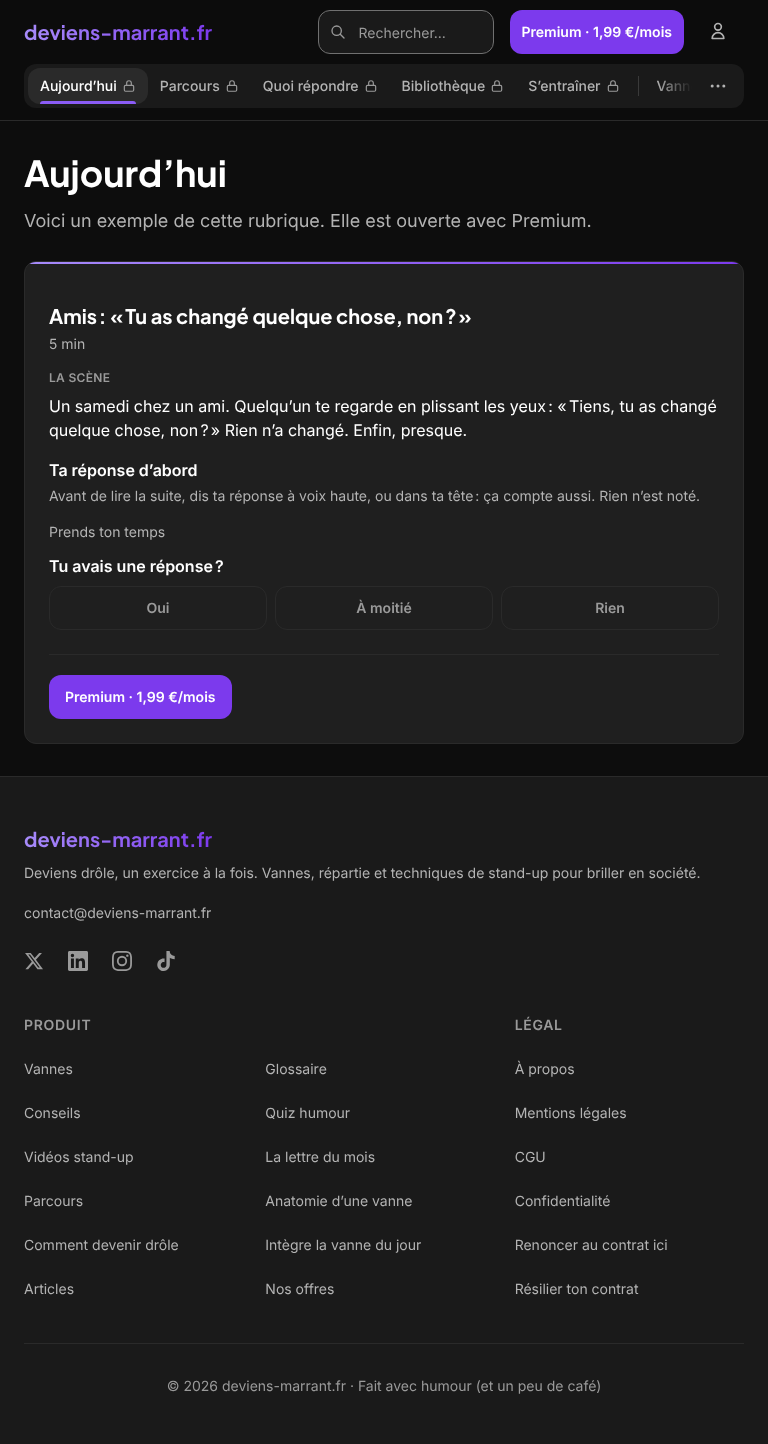 deviens-marrant.fr
Rechercher...
Premium · 1,99 €/mois
Aujourd’hui
Parcours
Quoi répondre
Bibliothèque
S’entraîner
Aujourd’hui
Voici un exemple de cette rubrique. Elle est ouverte avec Premium.
Amis : « Tu as changé quelque chose, non ? »
5 min
LA SCÈNE
Un samedi chez un ami. Quelqu’un te regarde en plissant les yeux : « Tiens, tu as changé
quelque chose, non ? » Rien n’a changé. Enfin, presque.
Ta réponse d’abord
Avant de lire la suite, dis ta réponse à voix haute, ou dans ta tête : ça compte aussi. Rien n’est noté.
Prends ton temps
Tu avais une réponse ?
Oui
À moitié
Rien
Premium · 1,99 €/mois
deviens-marrant.fr
Deviens drôle, un exercice à la fois. Vannes, répartie et techniques de stand-up pour briller en société.
contact@deviens-marrant.fr
PRODUIT
Vannes
Conseils
Vidéos stand-up
Parcours
Comment devenir drôle
Articles
Glossaire
Quiz humour
La lettre du mois
Anatomie d’une vanne
Intègre la vanne du jour
Nos offres
LÉGAL
À propos
Mentions légales
CGU
Confidentialité
Renoncer au contrat ici
Résilier ton contrat
© 2026 deviens-marrant.fr · Fait avec humour (et un peu de café)